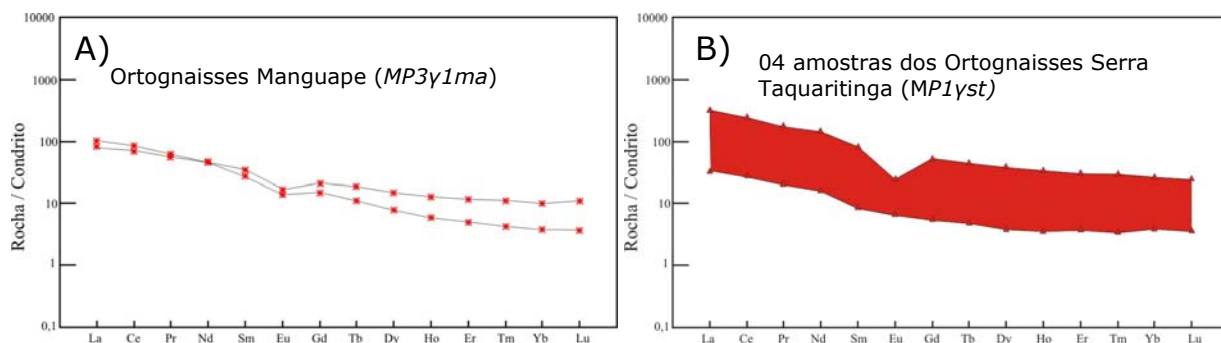 A)
Ortognaisses Manguape (MP3γ1ma)
Rocha / Condrito
10000
1000
100
10
1
0,1
La Ce Pr Nd Sm Eu Gd Tb Dy Ho Er Tm Yb Lu
B)
04 amostras dos Ortognaisses Serra
Taquaritinga (MP1γst)
Rocha / Condrito
10000
1000
100
10
1
0,1
La Ce Pr Nd Sm Eu Gd Tb Dy Ho Er Tm Yb Lu